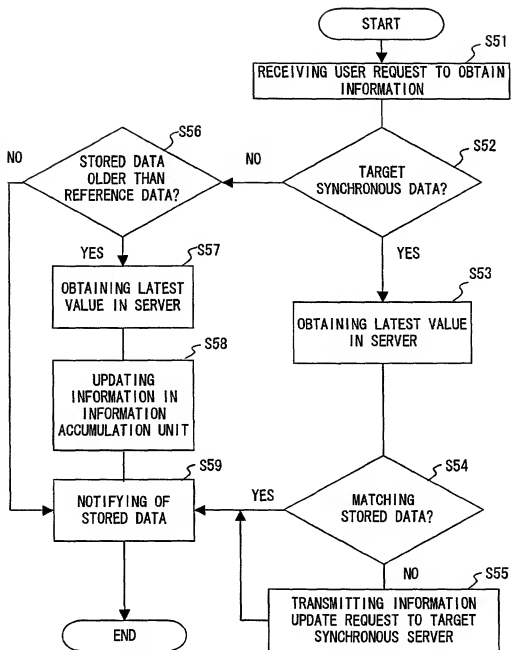 START
S51
RECEIVING USER REQUEST TO OBTAIN
INFORMATION
S52
TARGET
SYNCHRONOUS DATA?
NO
YES
S56
STORED DATA
OLDER THAN
REFERENCE DATA?
NO
YES
S57
OBTAINING LATEST
VALUE IN SERVER
S53
OBTAINING LATEST VALUE
IN SERVER
S58
UPDATING
INFORMATION IN
INFORMATION
ACCUMULATION UNIT
S59
NOTIFYING OF
STORED DATA
S54
MATCHING
STORED DATA?
YES
NO
S55
TRANSMITTING INFORMATION
UPDATE REQUEST TO TARGET
SYNCHRONOUS SERVER
END